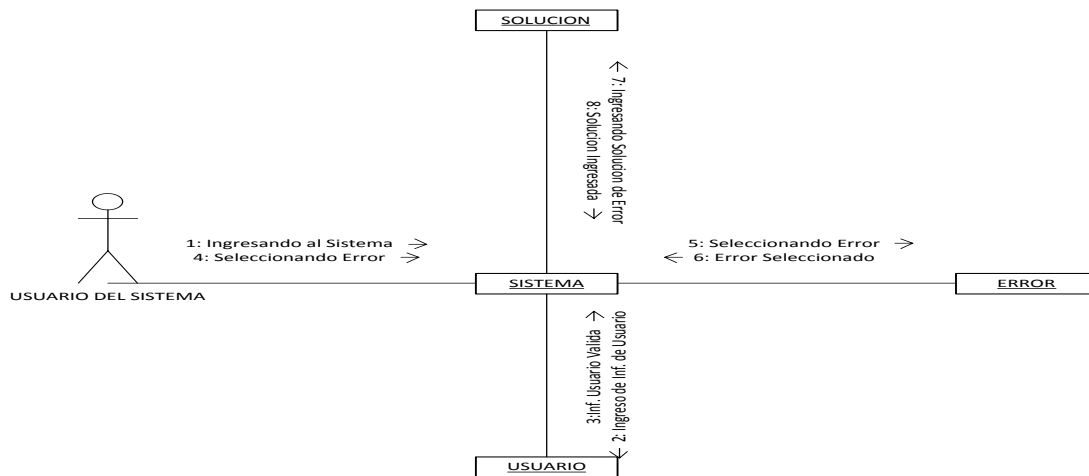 SOLUCION
7: Ingresando Solucion de Error
8:Solucion Ingresada
1: Ingresando al Sistema
4: Seleccionando Error
5: Seleccionando Error
6: Error Seleccionado
USUARIO DEL SISTEMA
SISTEMA
ERROR
3:Inf. Usuario Valida
2: Ingreso de Inf. de Usuario
USUARIO